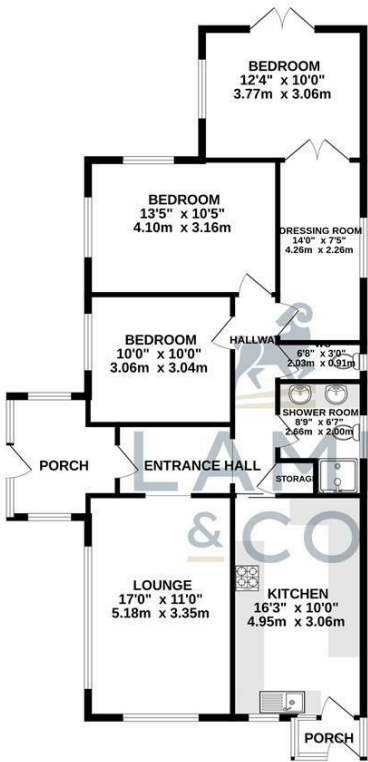 BEDROOM
12'4" x 10'0"
3.77m x 3.06m
BEDROOM
13'5" x 10'5"
4.10m x 3.16m
DRESSING ROOM
14'0" x 7'5"
4.26m x 2.26m
BEDROOM
10'0" x 10'0"
3.06m x 3.04m
HALLWAY
WC
6'8" x 3'0"
2.03m x 0.91m
SHOWER ROOM
8'9" x 6'7"
2.66m x 2.00m
PORCH
ENTRANCE HALL
STORAGE
LAMB
& CO
LOUNGE
17'0" x 11'0"
5.18m x 3.35m
KITCHEN
16'3" x 10'0"
4.95m x 3.06m
PORCH